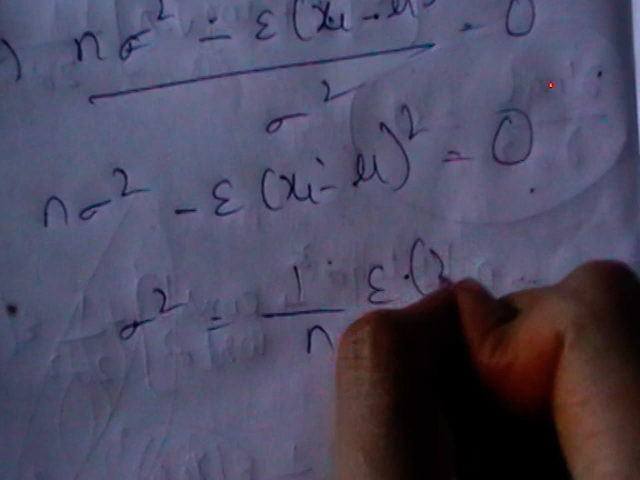 ) nσ² - Ɛ(xi - μ)² = 0
σ²
nσ² - Ɛ(xi - μ)² = 0
σ² = 1 Ɛ(
n